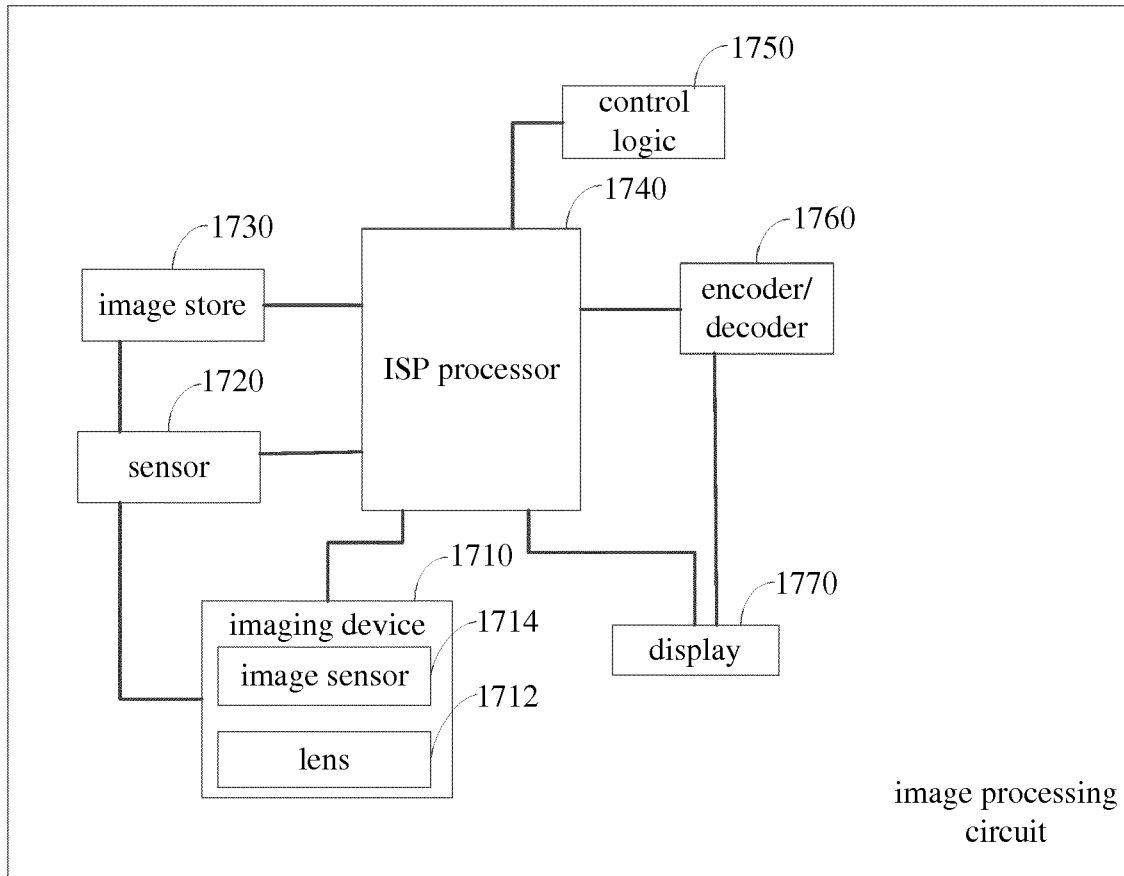 1750
control
logic
1740
1730
1760
image store
encoder/
decoder
ISP processor
1720
sensor
1710
imaging device
1714
image sensor
1770
display
1712
lens
image processing
circuit